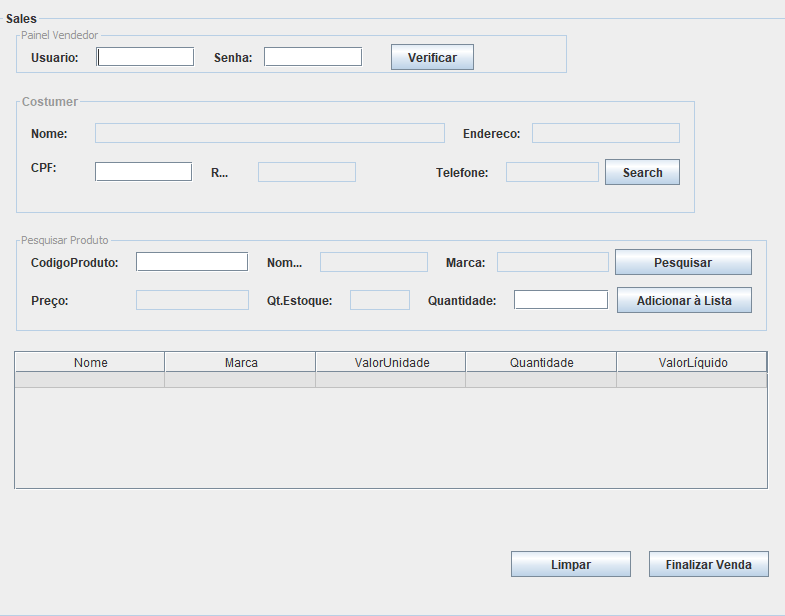 Sales
Painel Vendedor
Usuario: Senha: Verificar
Costumer
Nome: Endereco:
CPF: R... Telefone: Search
Pesquisar Produto
CodigoProduto: Nom... Marca: Pesquisar
Preço: Qt.Estoque: Quantidade: Adicionar à Lista
Nome Marca ValorUnidade Quantidade ValorLíquido
Limpar Finalizar Venda